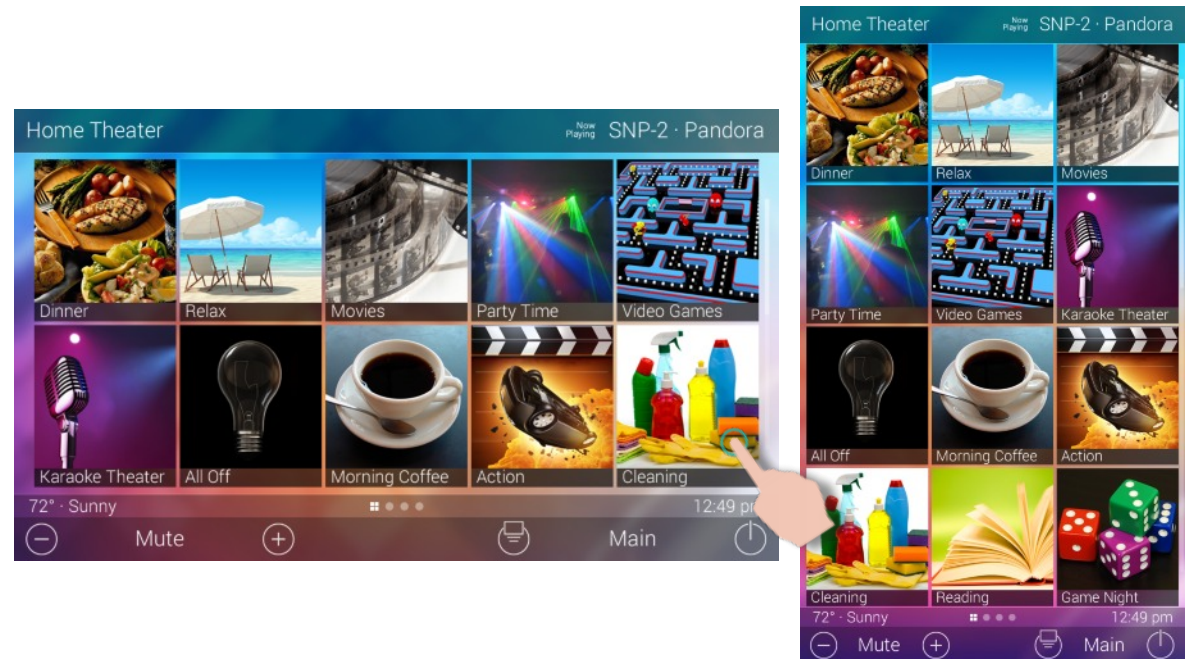 Home Theater
Now Playing SNP-2 · Pandora
Dinner
Relax
Movies
Party Time
Video Games
Karaoke Theater
All Off
Morning Coffee
Action
Cleaning
72° · Sunny
12:49 pm
Mute
Main
Home Theater
Now Playing SNP-2 · Pandora
Dinner
Relax
Movies
Party Time
Video Games
Karaoke Theater
All Off
Morning Coffee
Action
Cleaning
Reading
Game Night
72° · Sunny
12:49 pm
Mute
Main